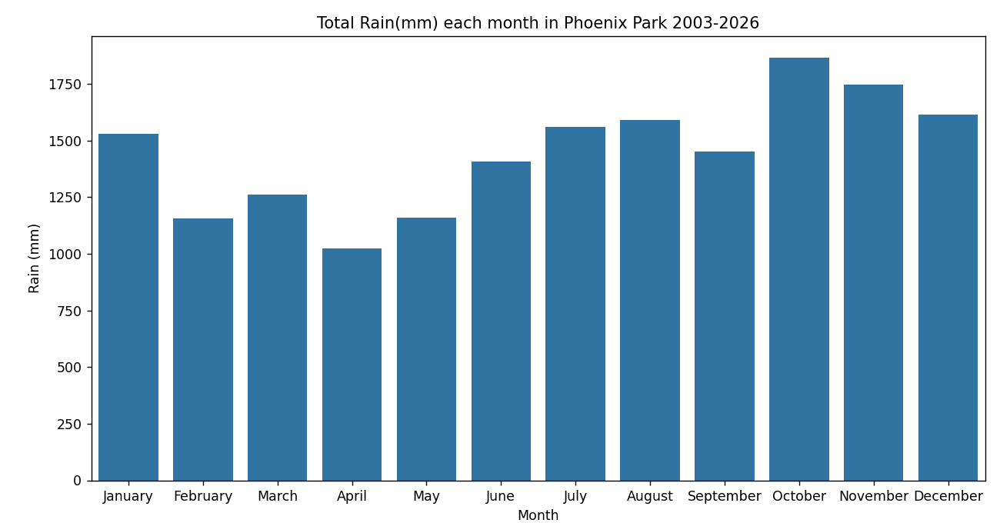 Total Rain(mm) each month in Phoenix Park 2003-2026
1750
1500
1250
1000
750
500
250
0
Rain (mm)
January February March April May June July August September October November December
Month